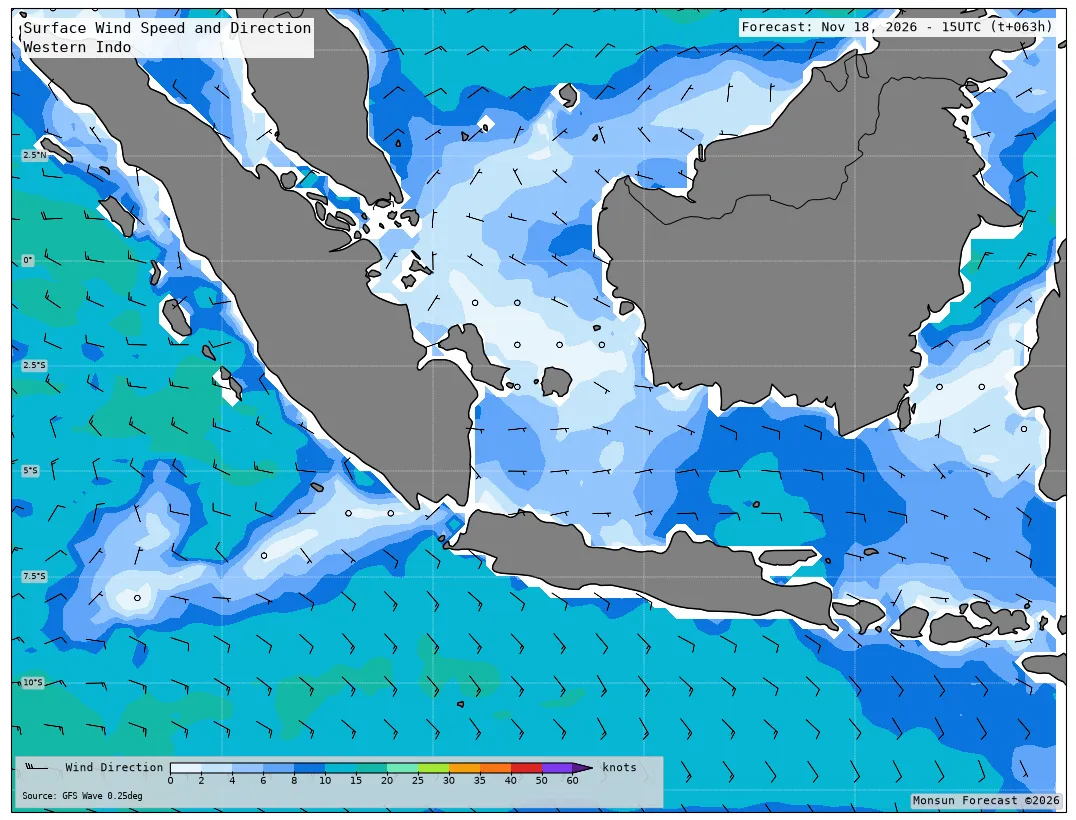 Surface Wind Speed and Direction
Western Indo
Forecast: Nov 18, 2026 - 15UTC (t+063h)
2.5°N
0°
2.5°S
5°S
7.5°S
10°S
Wind Direction
0 2 4 6 8 10 15 20 25 30 35 40 50 60
knots
Source: GFS Wave 0.25deg
Monsun Forecast ©2026